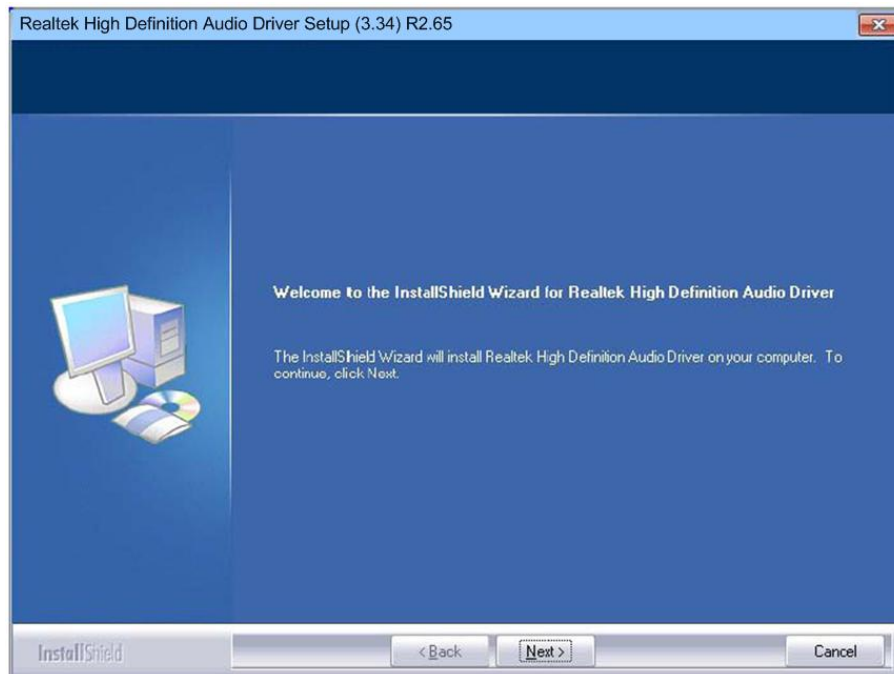 Realtek High Definition Audio Driver Setup (3.34) R2.65
Welcome to the InstallShield Wizard for Realtek High Definition Audio Driver
The InstallShield Wizard will install Realtek High Definition Audio Driver on your computer. To
continue, click Next.
InstallShield
< Back
Next >
Cancel